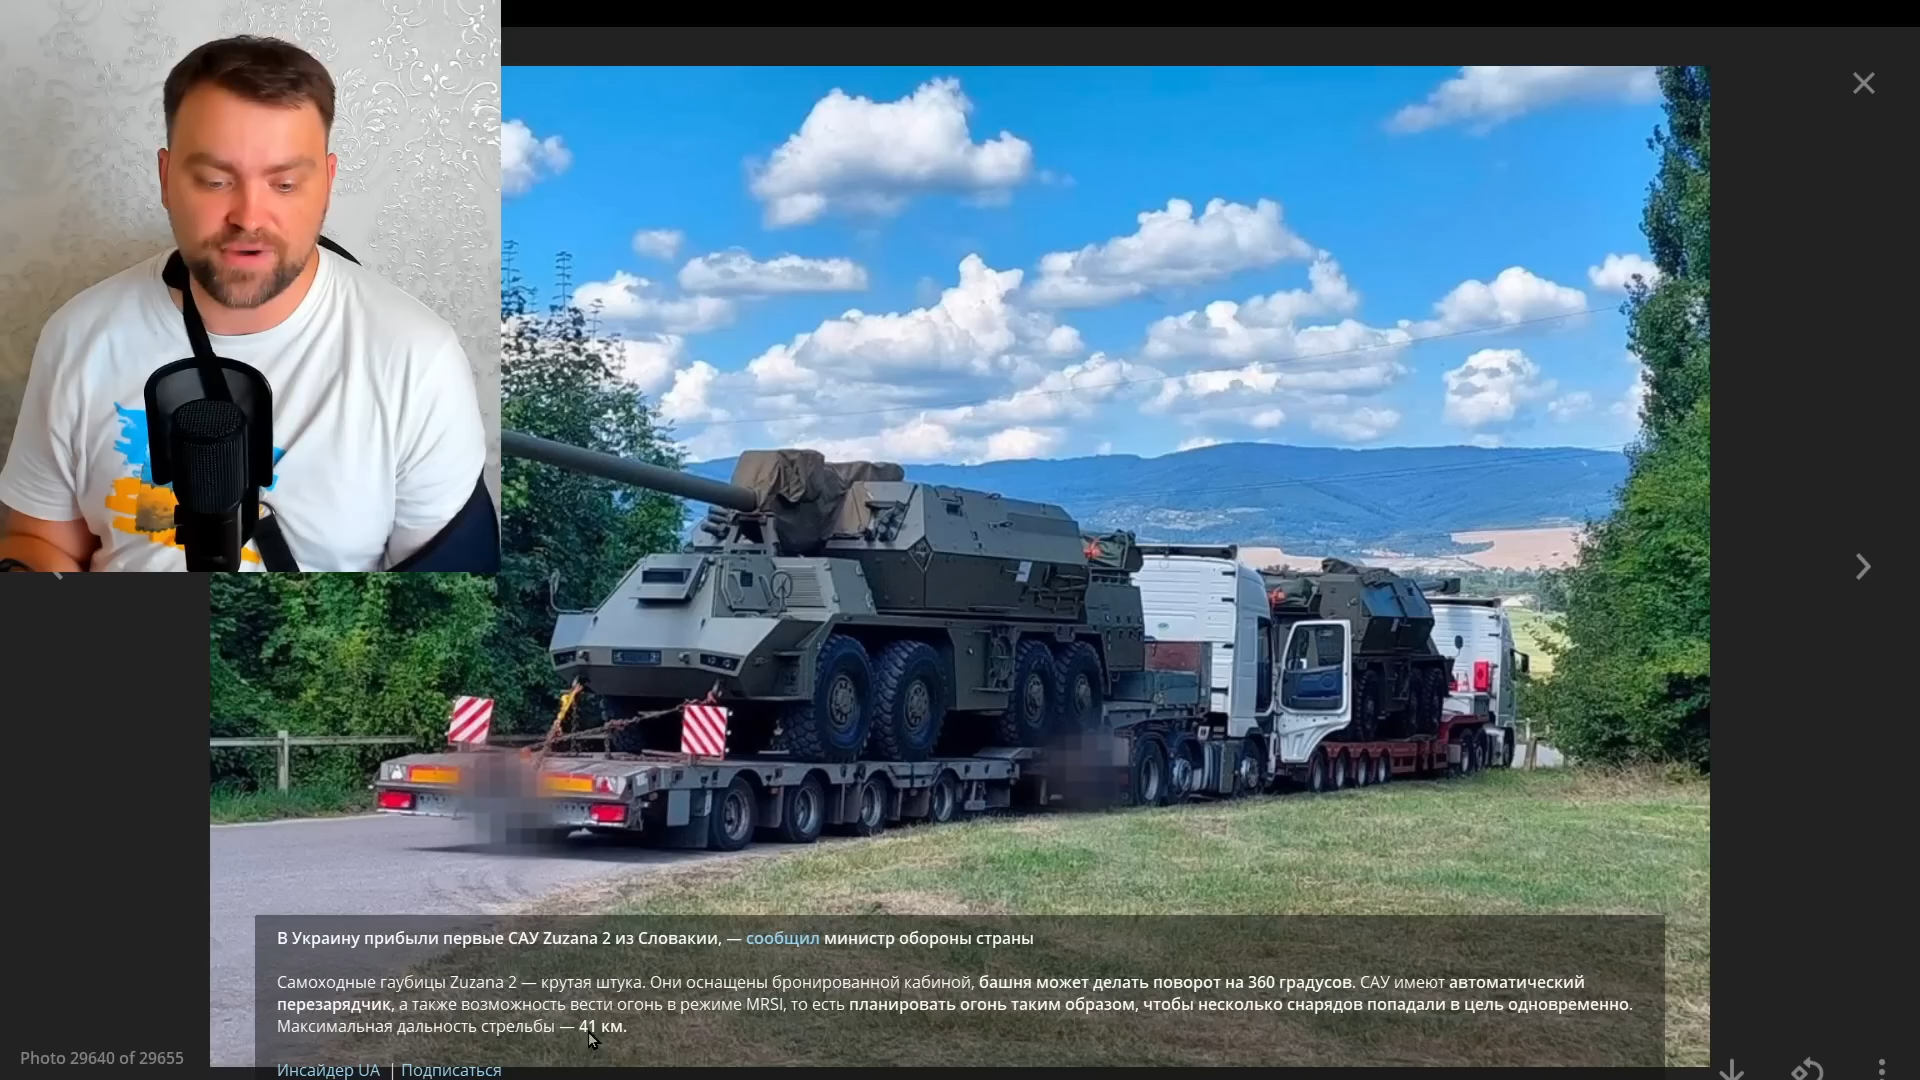 В Украину прибыли первые САУ Zuzana 2 из Словакии, — сообщил министр обороны страны
Самоходные гаубицы Zuzana 2 — крутая штука. Они оснащены бронированной кабиной, башня может делать поворот на 360 градусов. САУ имеют автоматический
перезарядчик, а также возможность вести огонь в режиме MRSI, то есть планировать огонь таким образом, чтобы несколько снарядов попадали в цель одновременно.
Максимальная дальность стрельбы — 41 км.
Инсайдер UA | Подписаться
Photo 29640 of 29655